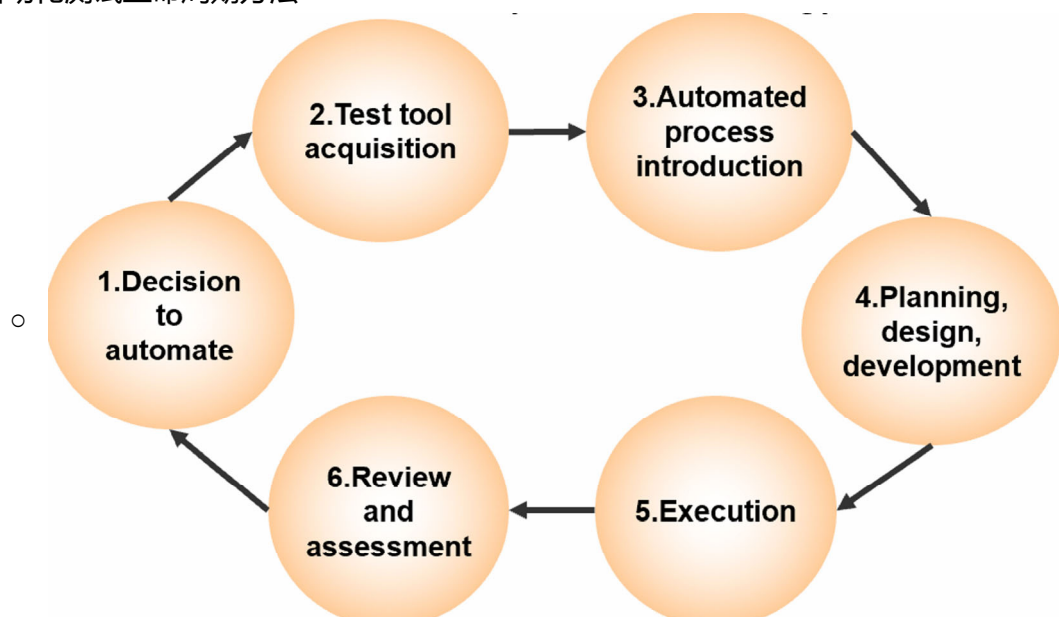 2.Test tool
acquisition
3.Automated
process
introduction
1.Decision
to
automate
4.Planning,
design,
development
6.Review
and
assessment
5.Execution